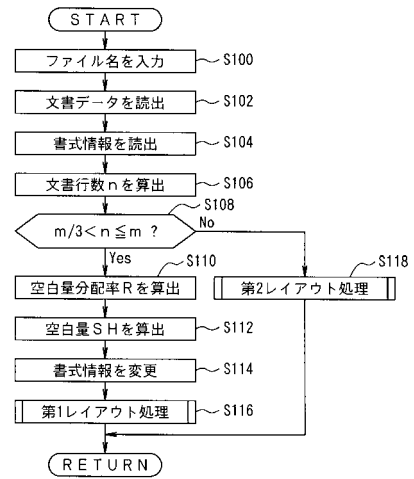 START
ファイル名を入力
S100
文書データを読出
S102
書式情報を読出
S104
文書行数nを算出
S106
S108
m/3<n≦m ?
No
Yes
S110
S118
空白量分配率Rを算出
第2レイアウト処理
空白量SHを算出
S112
書式情報を変更
S114
第1レイアウト処理
S116
RETURN